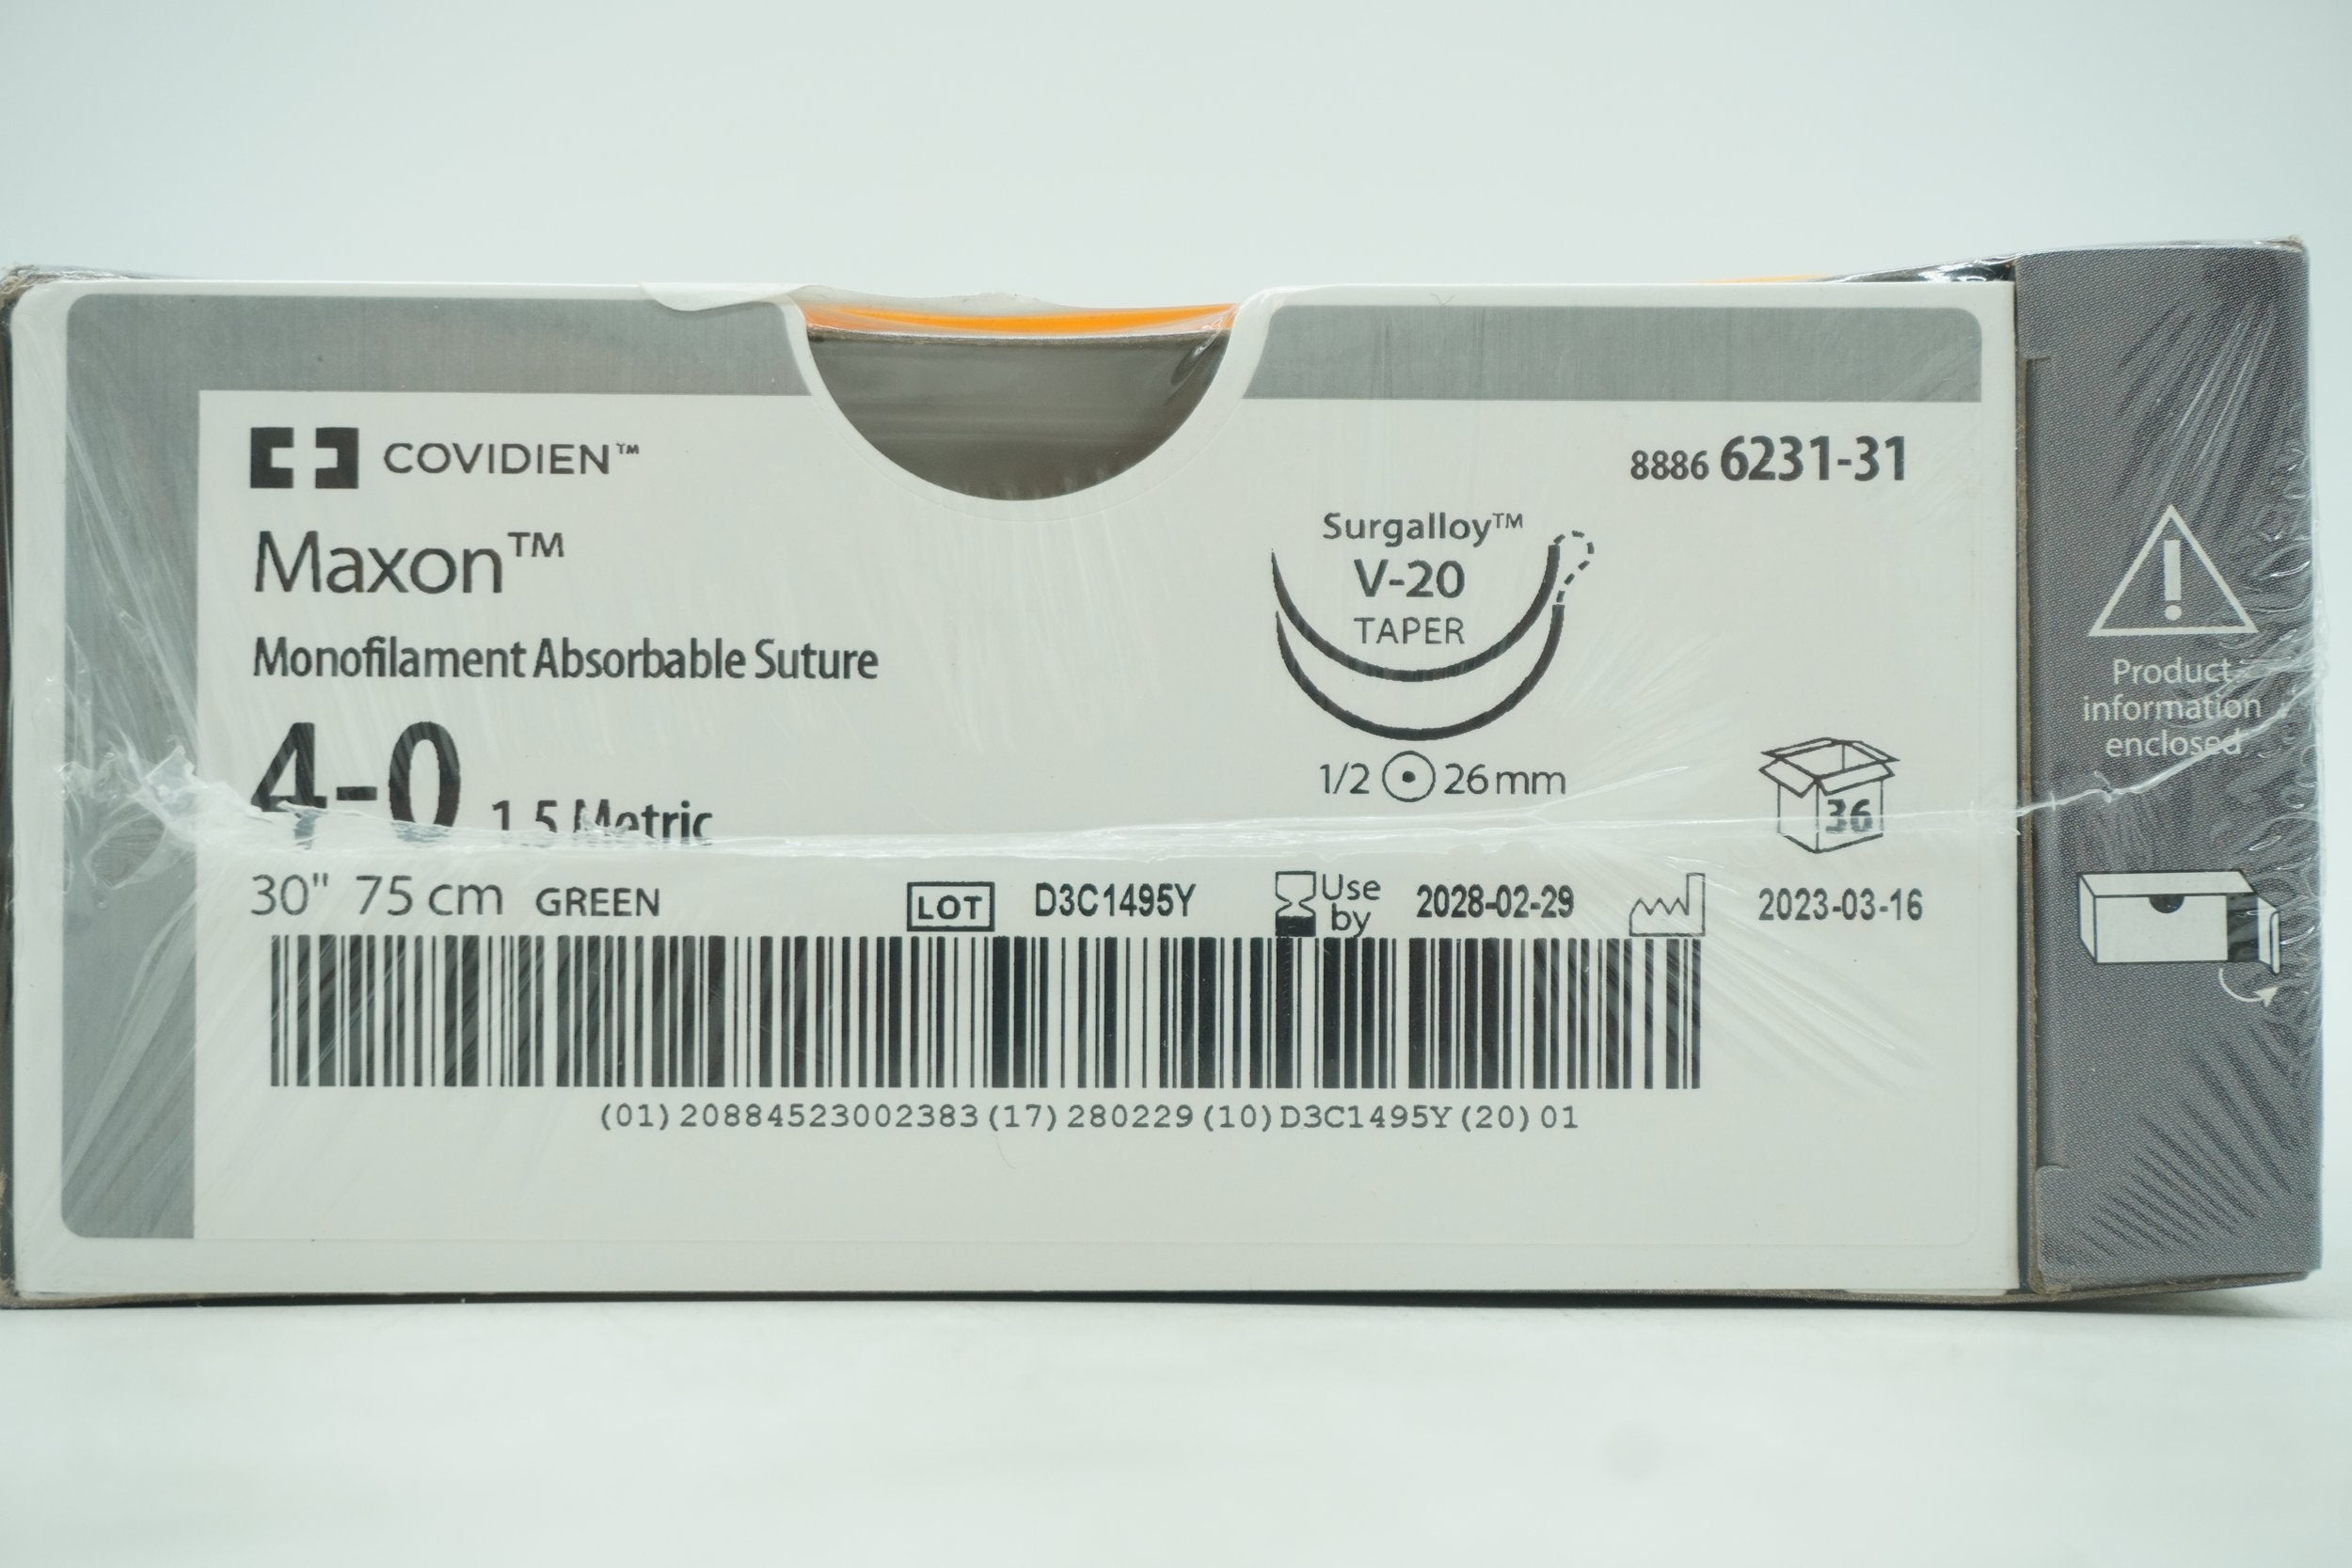 COVIDIEN™
8886 6231-31
Maxon™
Monofilament Absorbable Suture
4-0 1.5 Metric
30" 75 cm GREEN
Surgalloy™
V-20
TAPER
1/2 26 mm
36
LOT D3C1495Y
Use by 2028-02-29
2023-03-16
(01)20884523002383(17)280229(10)D3C1495Y(20)01
!
Product
information
enclosed